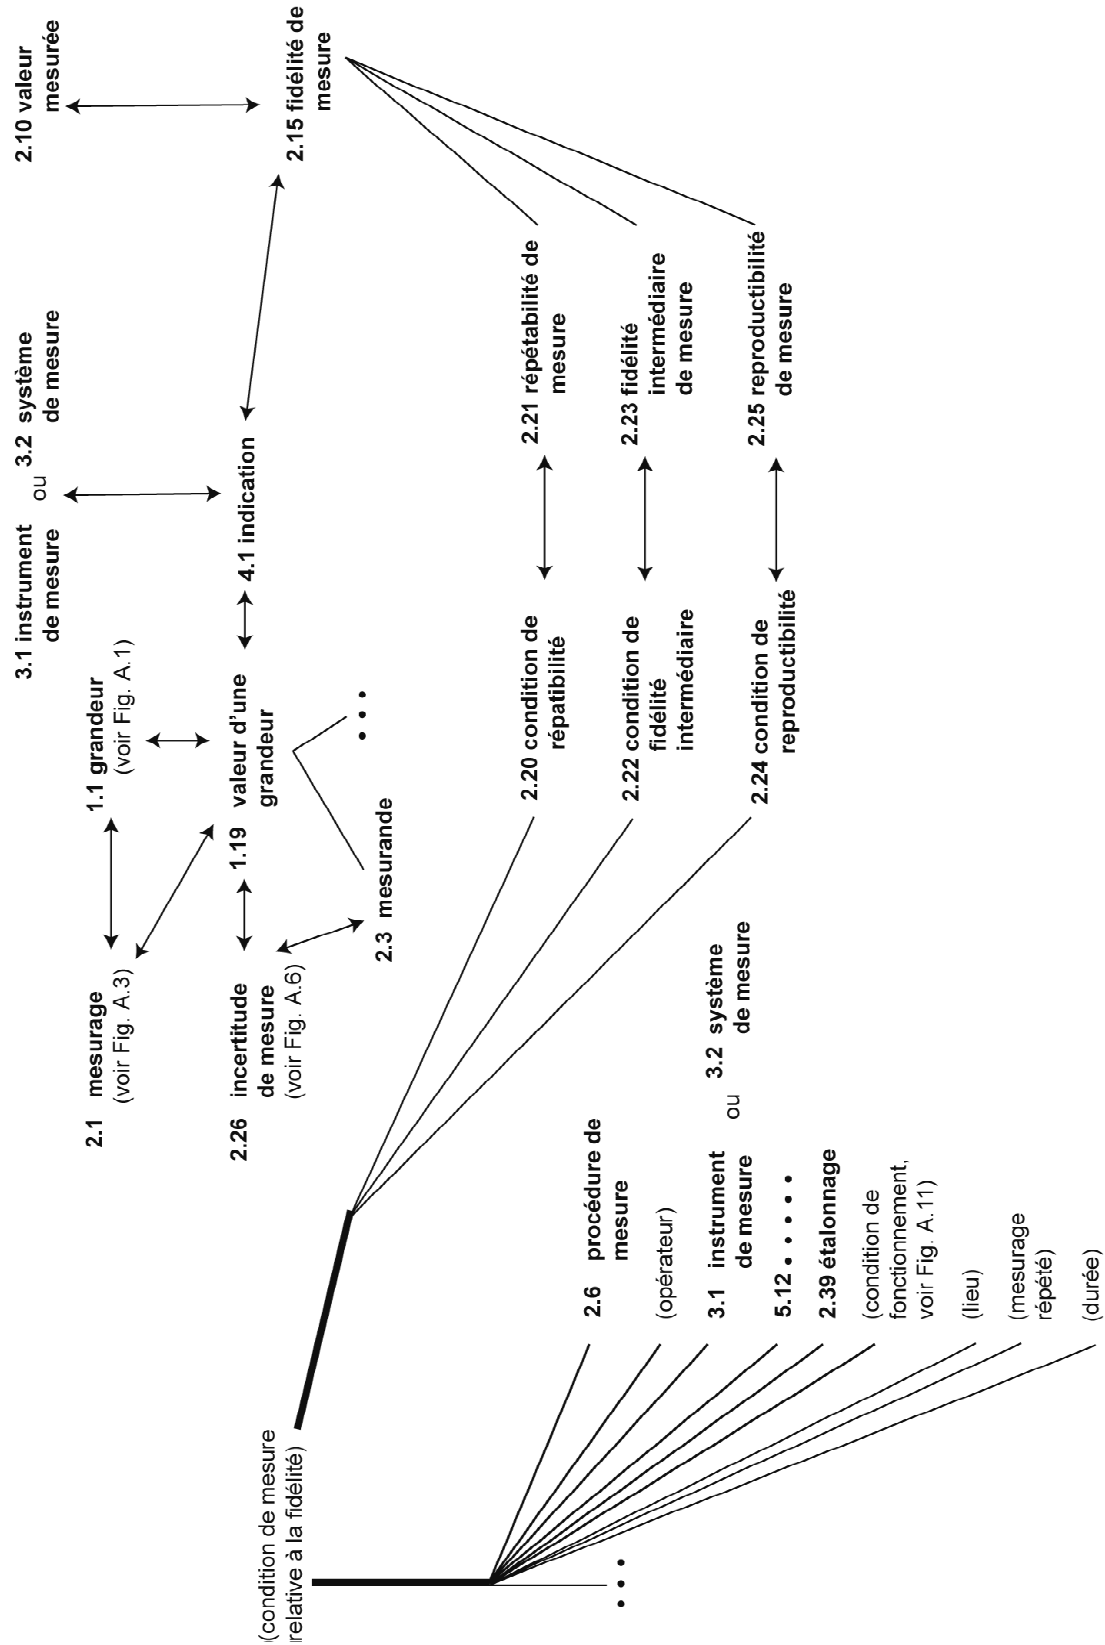 2.10 valeur
mesurée
2.15 fidélité de
mesure
3.1 instrument
de mesure
ou
3.2 système
de mesure
4.1 indication
1.1 grandeur
(voir Fig. A.1)
1.19 valeur d'une
grandeur
• • •
2.1 mesurage
(voir Fig. A.3)
2.26 incertitude
de mesure
(voir Fig. A.6)
2.3 mesurande
2.21 répétabilité de
mesure
2.23 fidélité
intermédiaire
de mesure
2.25 reproductibilité
de mesure
2.20 condition de
répatibilité
2.22 condition de
fidélité
intermédiaire
2.24 condition de
reproductibilité
(condition de mesure
relative à la fidélité)
2.6 procédure de
mesure
(opérateur)
3.1 instrument
de mesure
ou
3.2 système
de mesure
5.12 • • • • • •
2.39 étalonnage
(condition de
fonctionnement,
voir Fig. A.11)
(lieu)
(mesurage
répété)
(durée)
• • •